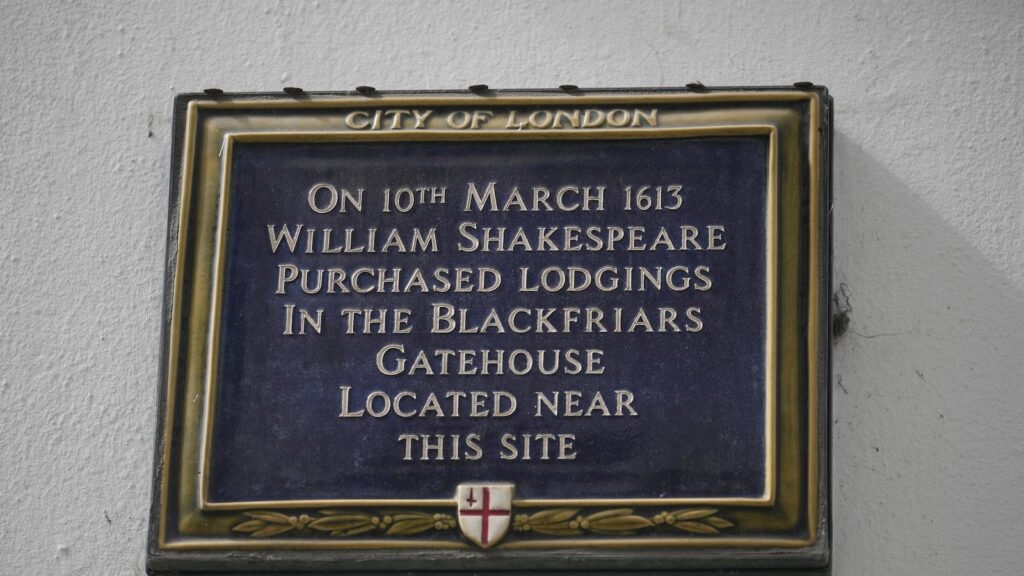 CITY OF LONDON
ON 10TH MARCH 1613
WILLIAM SHAKESPEARE
PURCHASED LODGINGS
IN THE BLACKFRIARS
GATEHOUSE
LOCATED NEAR
THIS SITE